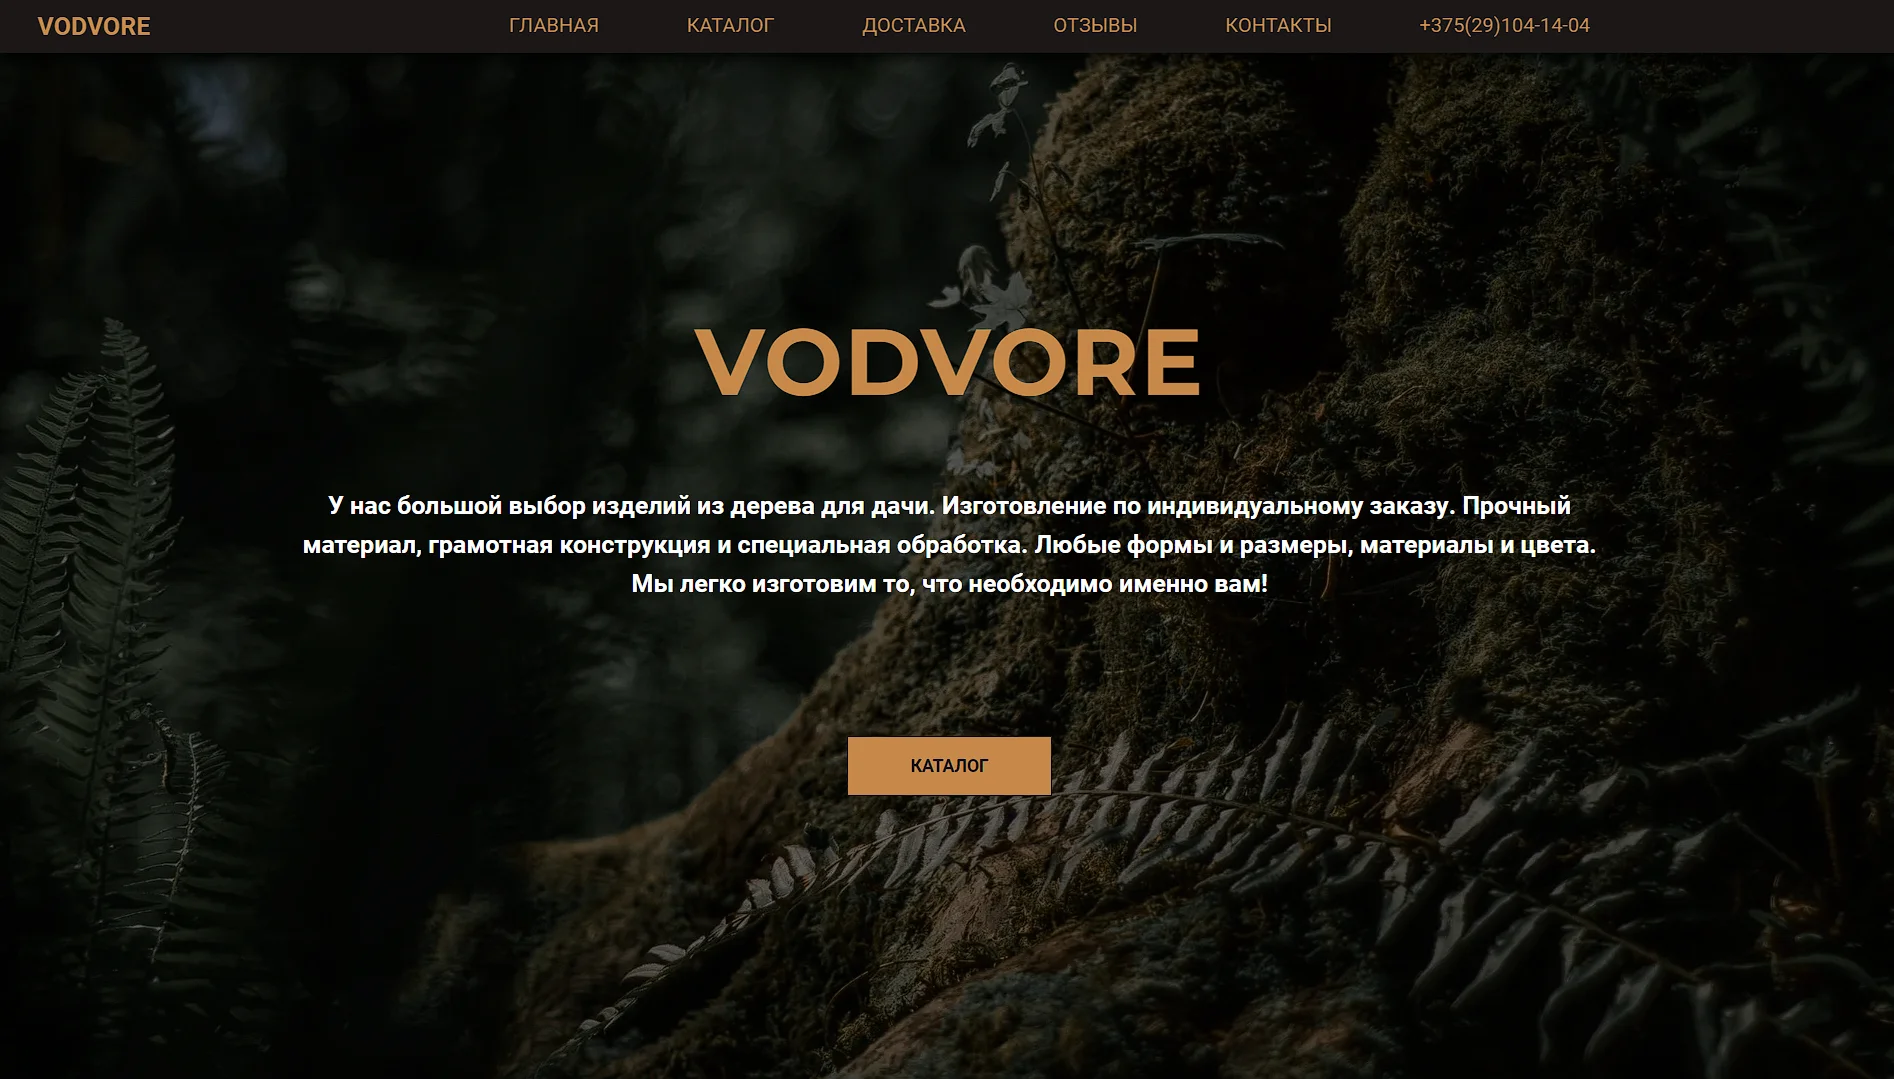 VODVORE
ГЛАВНАЯ
КАТАЛОГ
ДОСТАВКА
ОТЗЫВЫ
КОНТАКТЫ
+375(29)104-14-04
VODVORE
У нас большой выбор изделий из дерева для дачи. Изготовление по индивидуальному заказу. Прочный
материал, грамотная конструкция и специальная обработка. Любые формы и размеры, материалы и цвета.
Мы легко изготовим то, что необходимо именно вам!
КАТАЛОГ